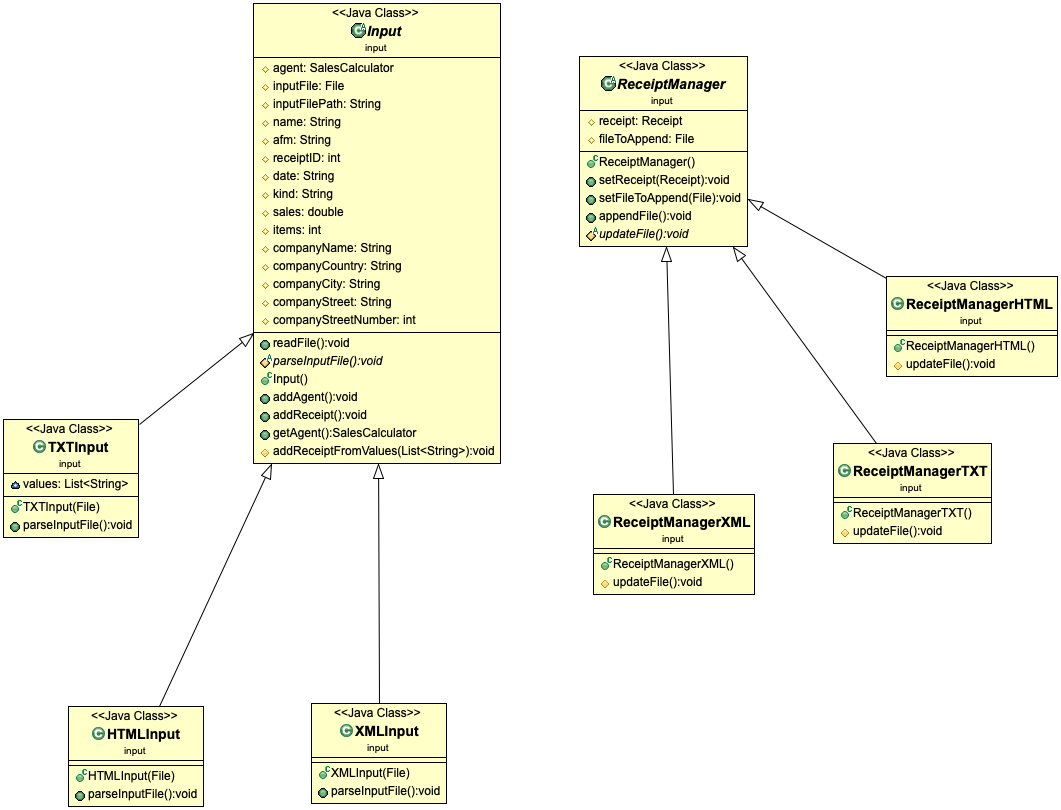 <<Java Class>>
Input
input
agent: SalesCalculator
inputFile: File
inputFilePath: String
name: String
afm: String
receiptID: int
date: String
kind: String
sales: double
items: int
companyName: String
companyCountry: String
companyCity: String
companyStreet: String
companyStreetNumber: int
readFile():void
parseInputFile():void
Input()
addAgent():void
addReceipt():void
getAgent():SalesCalculator
addReceiptFromValues(List<String>):void
<<Java Class>>
ReceiptManager
input
receipt: Receipt
fileToAppend: File
ReceiptManager()
setReceipt(Receipt):void
setFileToAppend(File):void
appendFile():void
updateFile():void
<<Java Class>>
ReceiptManagerHTML
input
ReceiptManagerHTML()
updateFile():void
<<Java Class>>
TXTInput
input
values: List<String>
TXTInput(File)
parseInputFile():void
<<Java Class>>
ReceiptManagerTXT
input
ReceiptManagerTXT()
updateFile():void
<<Java Class>>
ReceiptManagerXML
input
ReceiptManagerXML()
updateFile():void
<<Java Class>>
HTMLInput
input
HTMLInput(File)
parseInputFile():void
<<Java Class>>
XMLInput
input
XMLInput(File)
parseInputFile():void